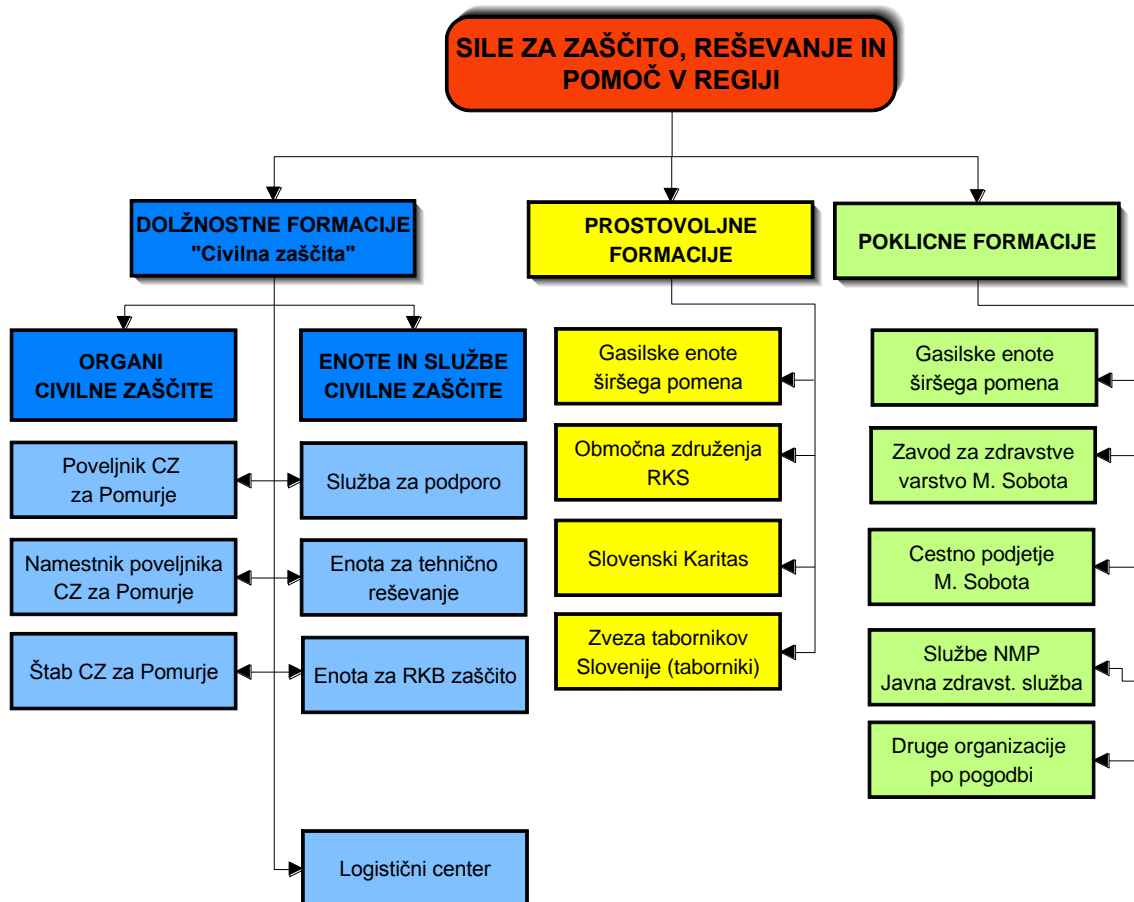 SILE ZA ZAŠČITO, REŠEVANJE IN
POMOČ V REGIJI
DOLŽNOSTNE FORMACIJE
"Civilna zaščita"
PROSTOVOLJNE
FORMACIJE
POKLICNE FORMACIJE
ORGANI
CIVILNE ZAŠČITE
ENOTE IN SLUŽBE
CIVILNE ZAŠČITE
Poveljnik CZ
za Pomurje
Namestnik poveljnika
CZ za Pomurje
Štab CZ za Pomurje
Služba za podporo
Enota za tehnično
reševanje
Enota za RKB zaščito
Logistični center
Gasilske enote
širšega pomena
Območna združenja
RKS
Slovenski Karitas
Zveza tabornikov
Slovenije (taborniki)
Gasilske enote
širšega pomena
Zavod za zdravstve
varstvo M. Sobota
Cestno podjetje
M. Sobota
Službe NMP
Javna zdravst. služba
Druge organizacije
po pogodbi